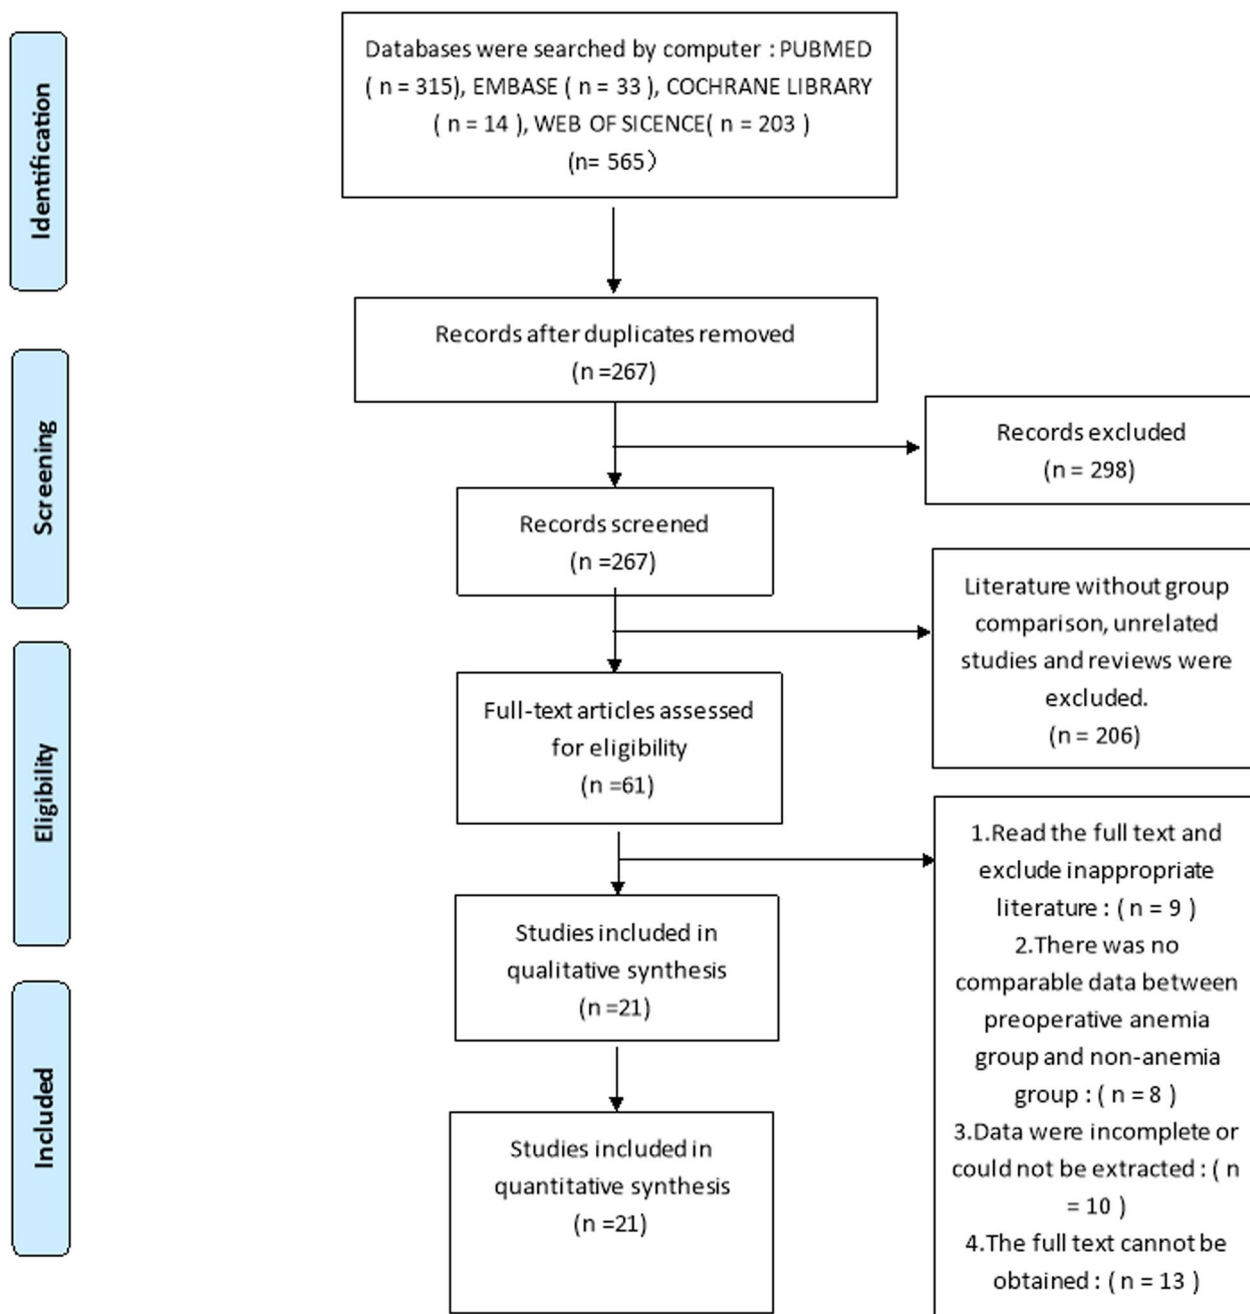 Identification
Databases were searched by computer : PUBMED
( n = 315), EMBASE ( n = 33 ), COCHRANE LIBRARY
( n = 14 ), WEB OF SICENCE( n = 203 )
(n= 565）
Records after duplicates removed
(n =267)
Screening
Records excluded
(n = 298)
Records screened
(n =267)
Literature without group
comparison, unrelated
studies and reviews were
excluded.
(n = 206)
Eligibility
Full-text articles assessed
for eligibility
(n =61)
1.Read the full text and
exclude inappropriate
literature : ( n = 9 )
2.There was no
comparable data between
preoperative anemia
group and non-anemia
group : ( n = 8 )
3.Data were incomplete or
could not be extracted : ( n
= 10 )
4.The full text cannot be
obtained : ( n = 13 )
Studies included in
qualitative synthesis
(n =21)
Included
Studies included in
quantitative synthesis
(n =21)